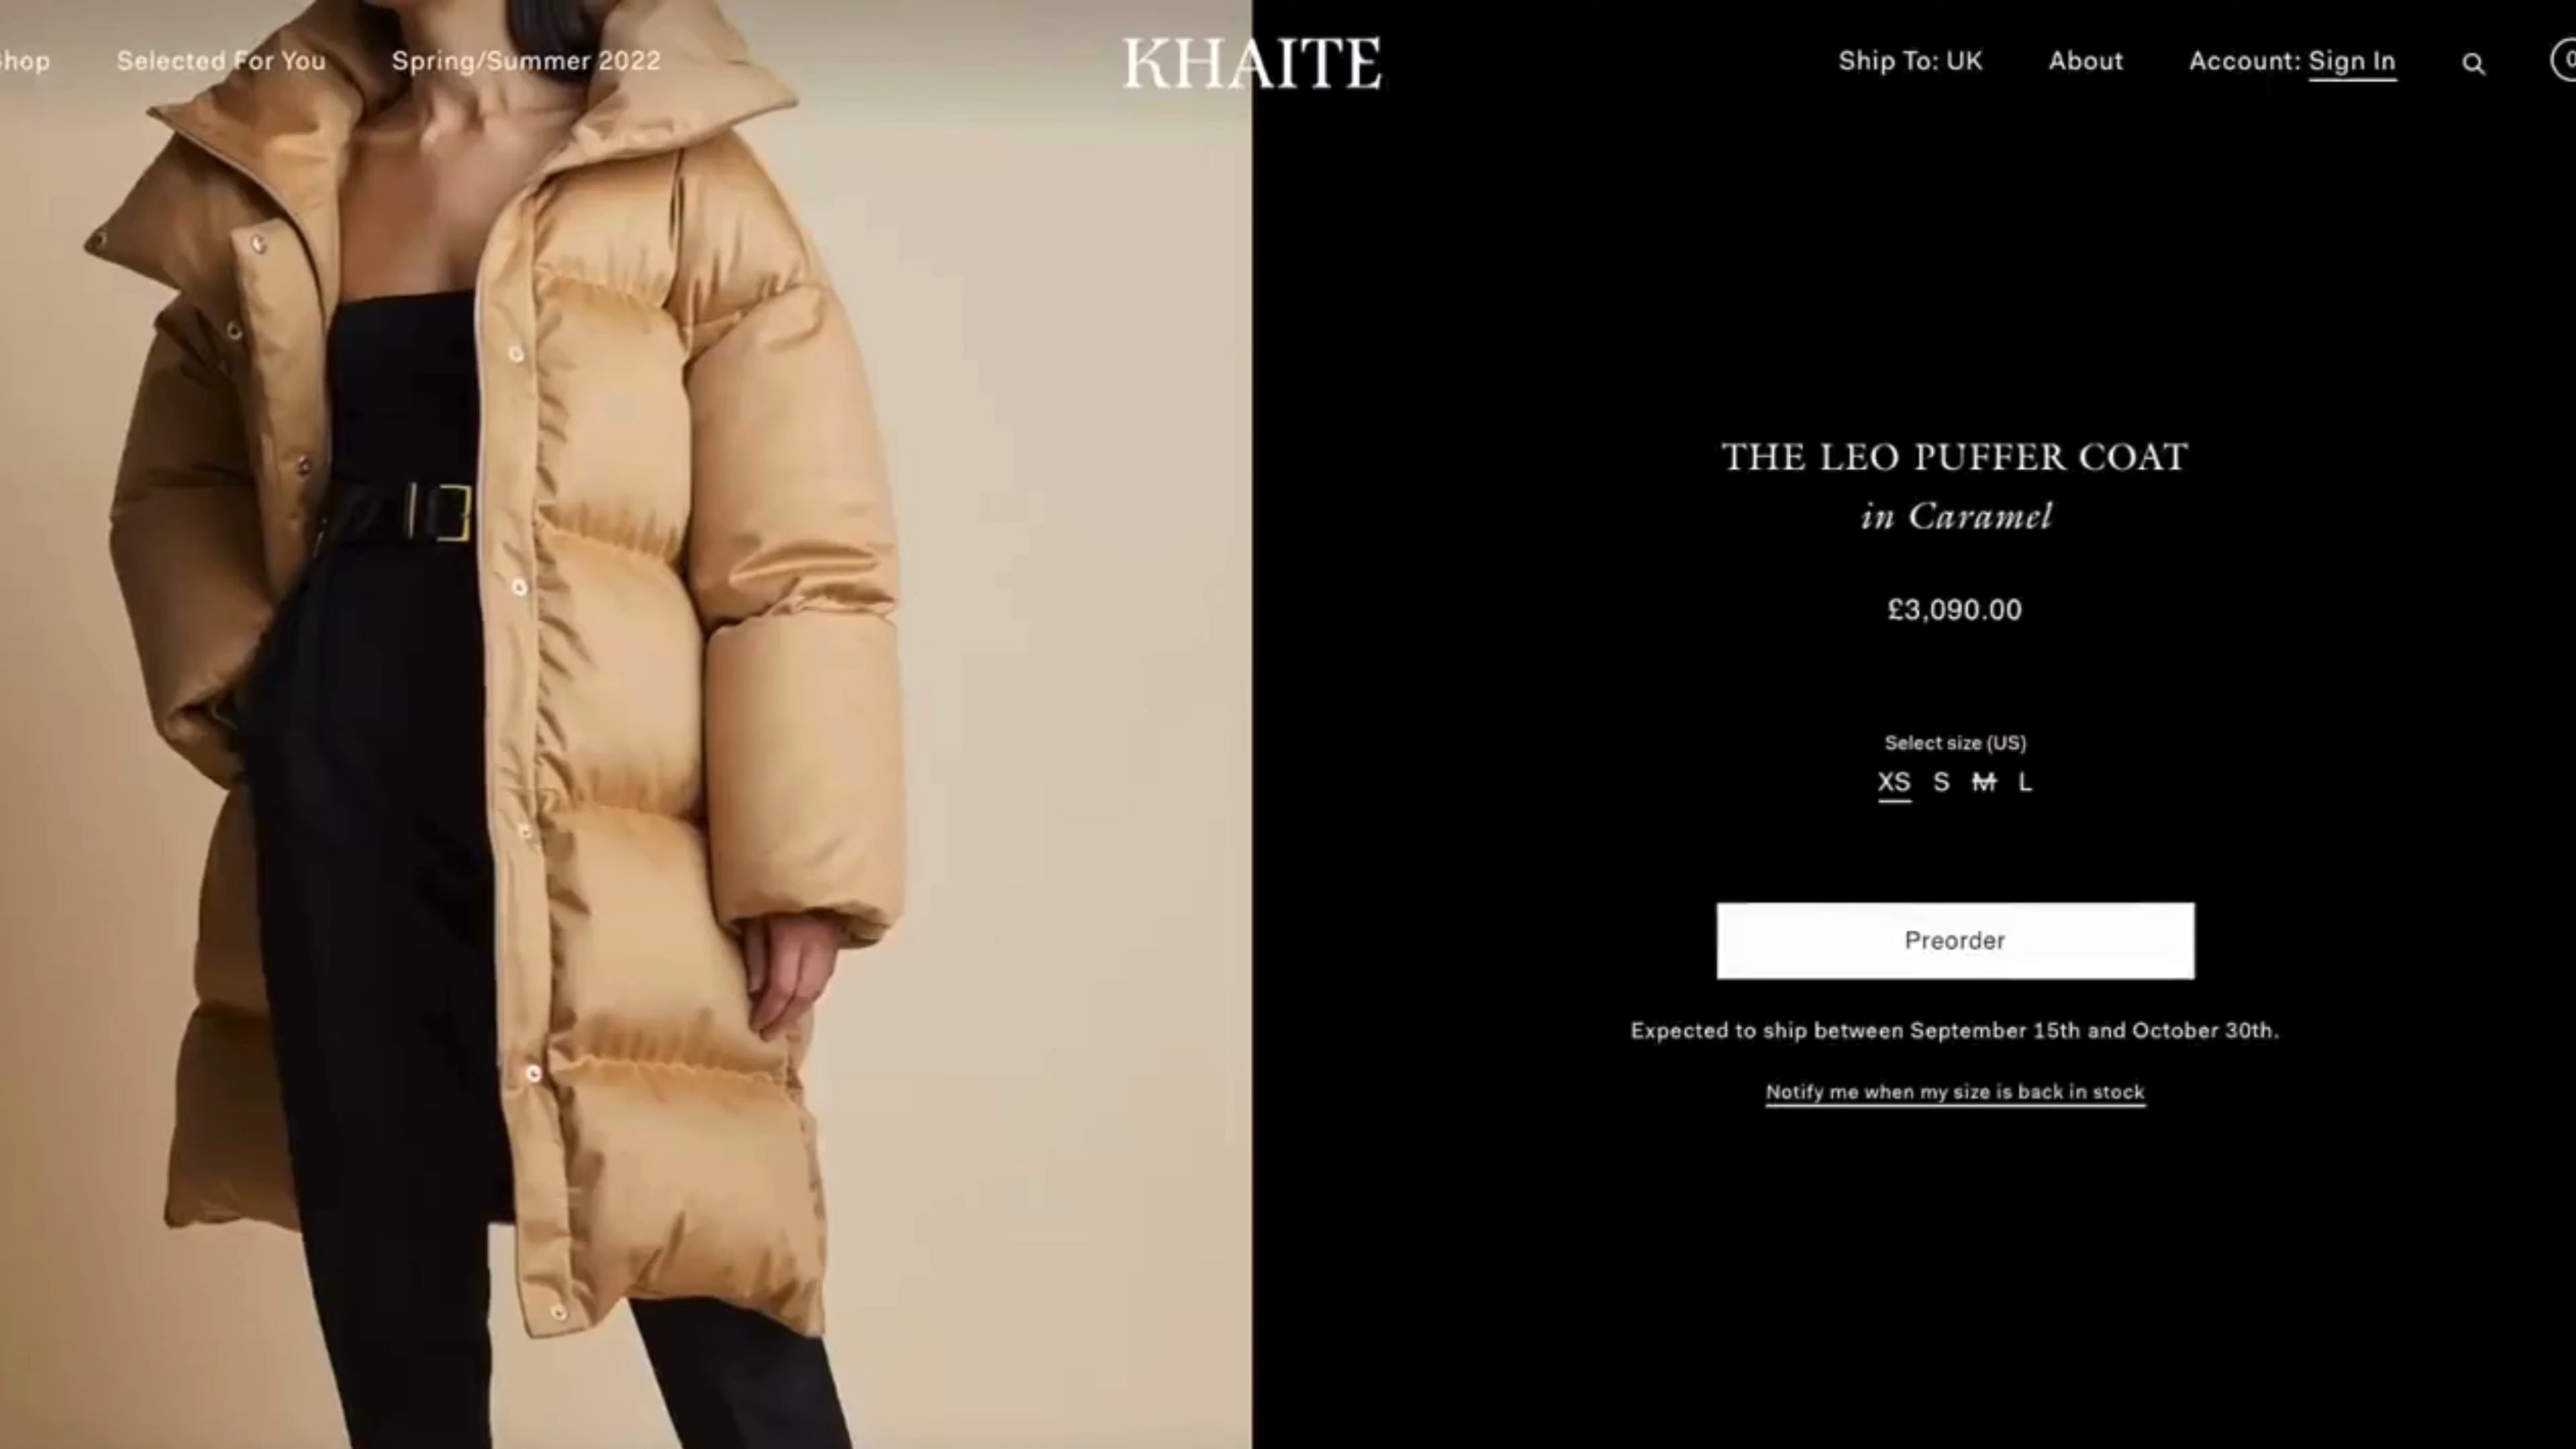 Selected For You
Spring/Summer 2022
KHAITE
Ship To: UK
About
Account: Sign In
THE LEO PUFFER COAT
in Caramel
£3,090.00
Select size (US)
XS S M L
Preorder
Expected to ship between September 15th and October 30th.
Notify me when my size is back in stock